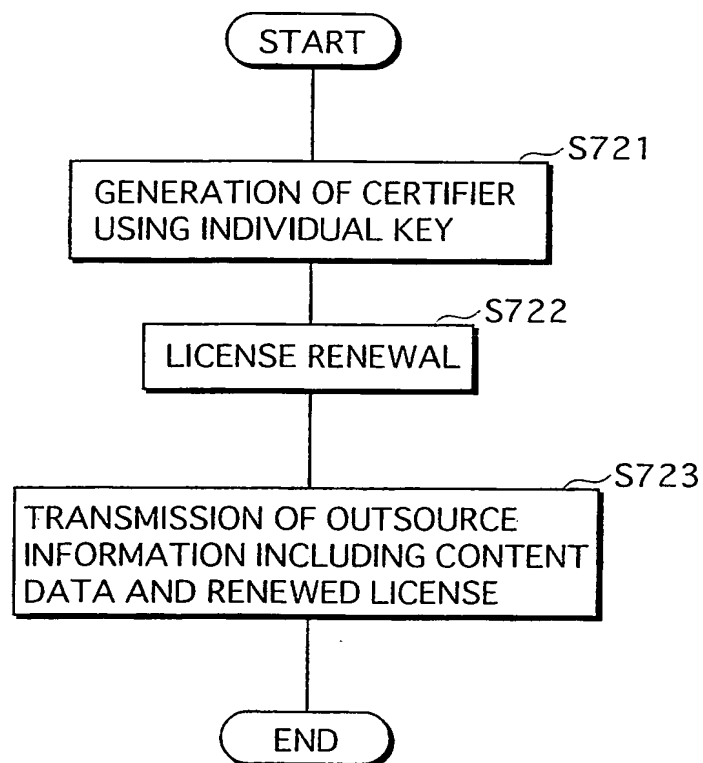 START
S721
GENERATION OF CERTIFIER
USING INDIVIDUAL KEY
S722
LICENSE RENEWAL
S723
TRANSMISSION OF OUTSOURCE
INFORMATION INCLUDING CONTENT
DATA AND RENEWED LICENSE
END